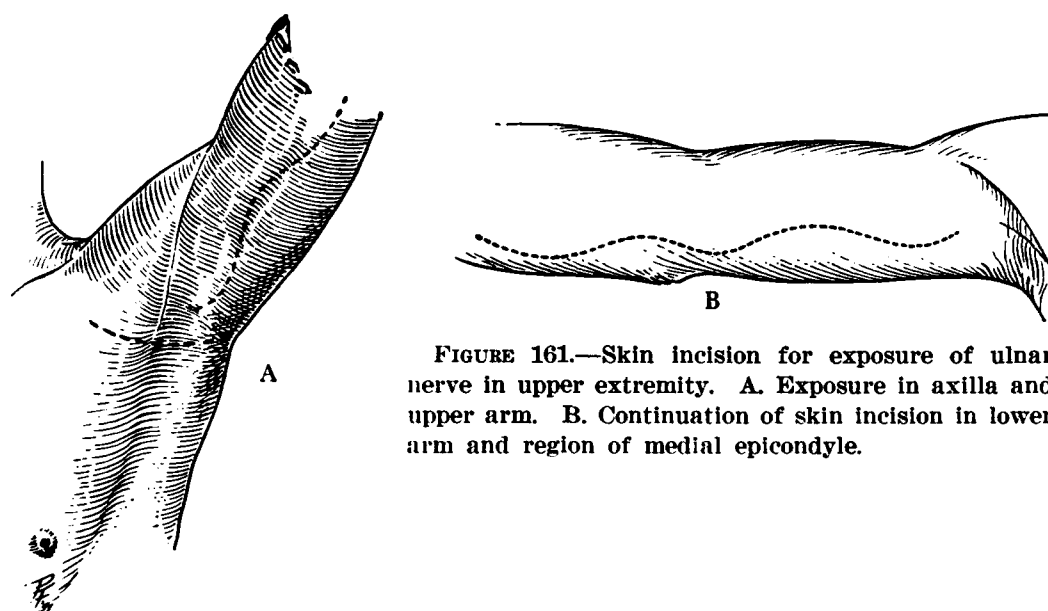 A
B
FIGURE 161.—Skin incision for exposure of ulnar
nerve in upper extremity. A. Exposure in axilla and
upper arm. B. Continuation of skin incision in lower
arm and region of medial epicondyle.